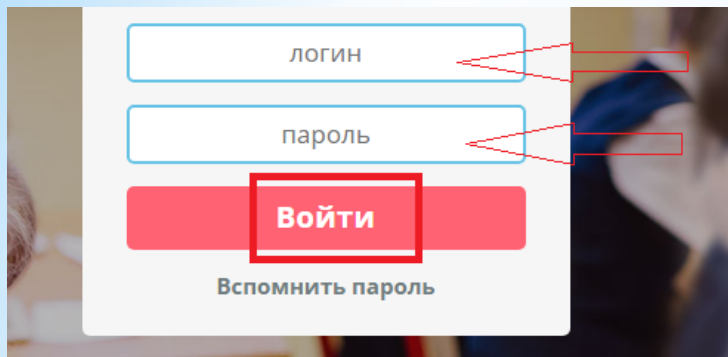 логин
пароль
Войти
Вспомнить пароль